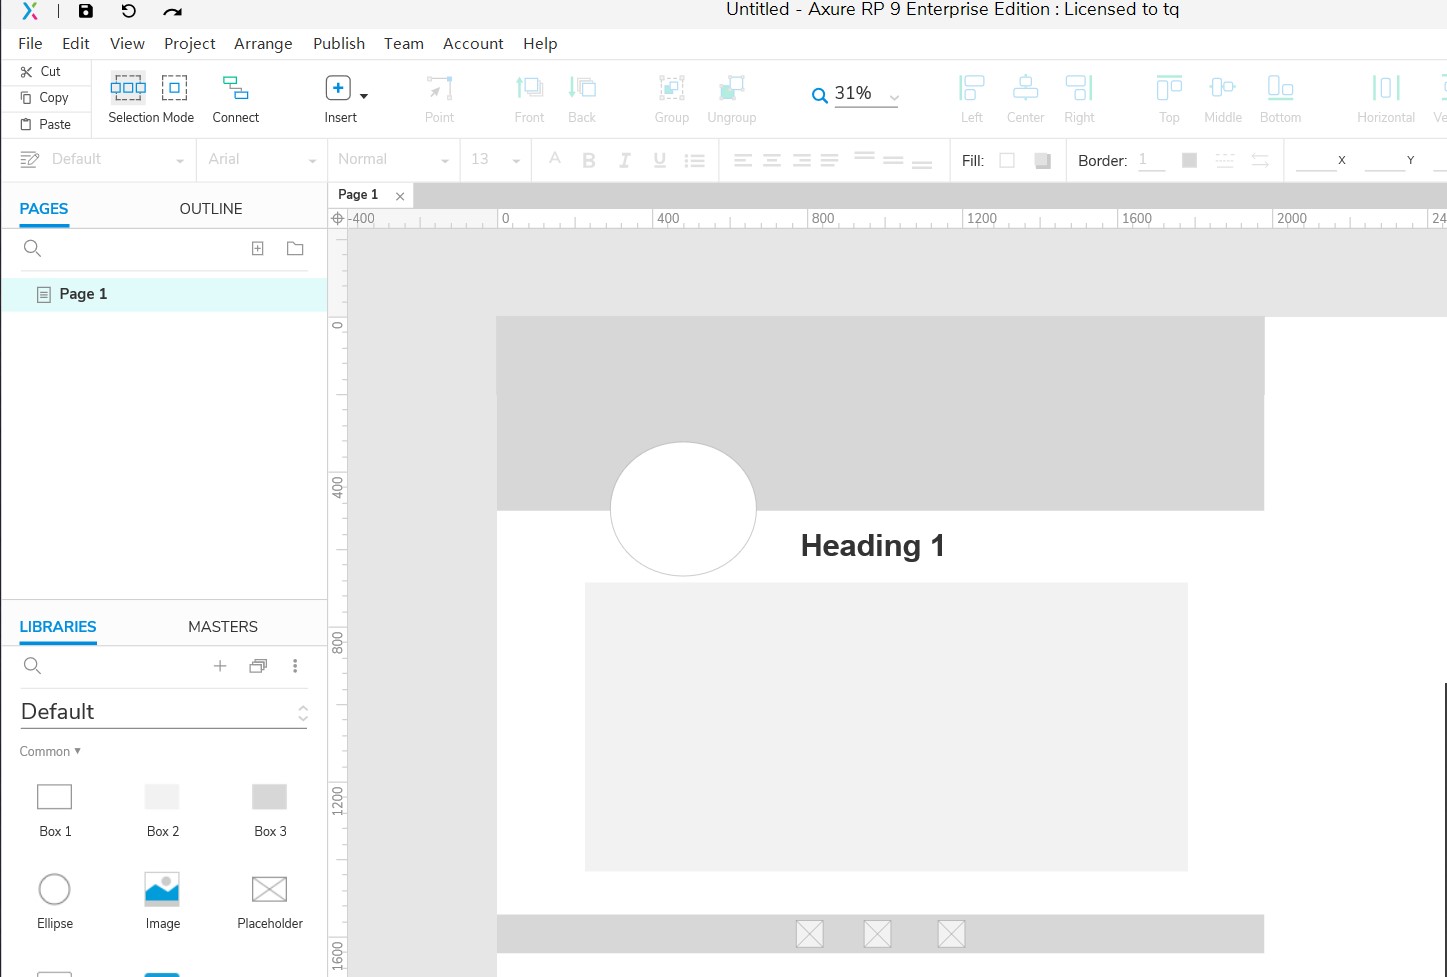 Untitled - Axure RP 9 Enterprise Edition : Licensed to tq
File Edit View Project Arrange Publish Team Account Help
Cut
Copy
Paste
Selection Mode Connect Insert Point Front Back Group Ungroup 31% Left Center Right Top Middle Bottom Horizontal
Default Arial Normal 13 A B I U Fill: Border: 1 X Y
PAGES OUTLINE
Page 1
-400 0 400 800 1200 1600 2000
Page 1
0
400
800
1200
1600
Heading 1
LIBRARIES MASTERS
Default
Common
Box 1 Box 2 Box 3
Ellipse Image Placeholder